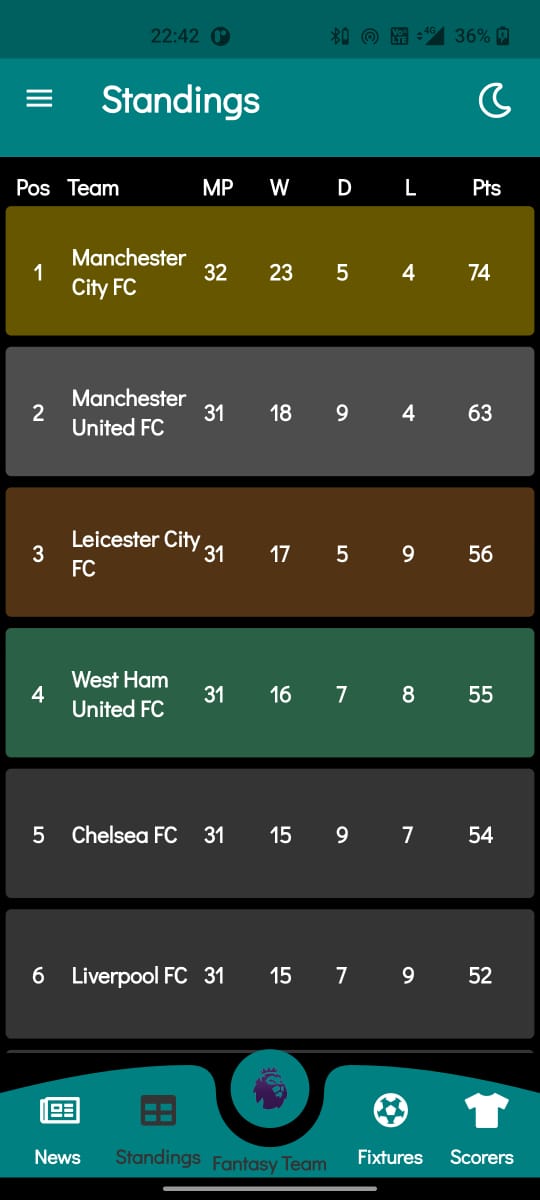 22:42 Vo LTE 4G 36%
Standings
Pos Team MP W D L Pts
1 Manchester City FC 32 23 5 4 74
2 Manchester United FC 31 18 9 4 63
3 Leicester City FC 31 17 5 9 56
4 West Ham United FC 31 16 7 8 55
5 Chelsea FC 31 15 9 7 54
6 Liverpool FC 31 15 7 9 52
News Standings Fantasy Team Fixtures Scorers